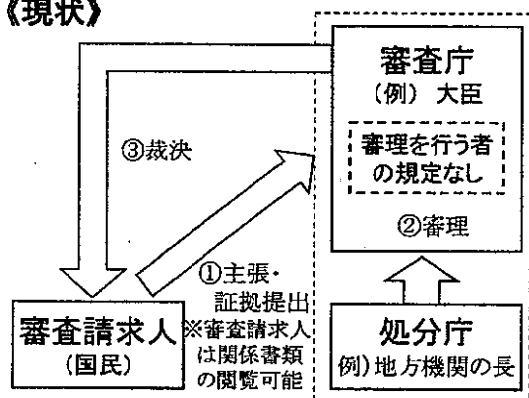 《現状》
審査庁
(例) 大臣
審理を行う者
の規定なし
②審理
③裁決
①主張・
証拠提出
※審査請求人
は関係書類
の閲覧可能
審査請求人
(国民)
処分庁
例)地方機関の長